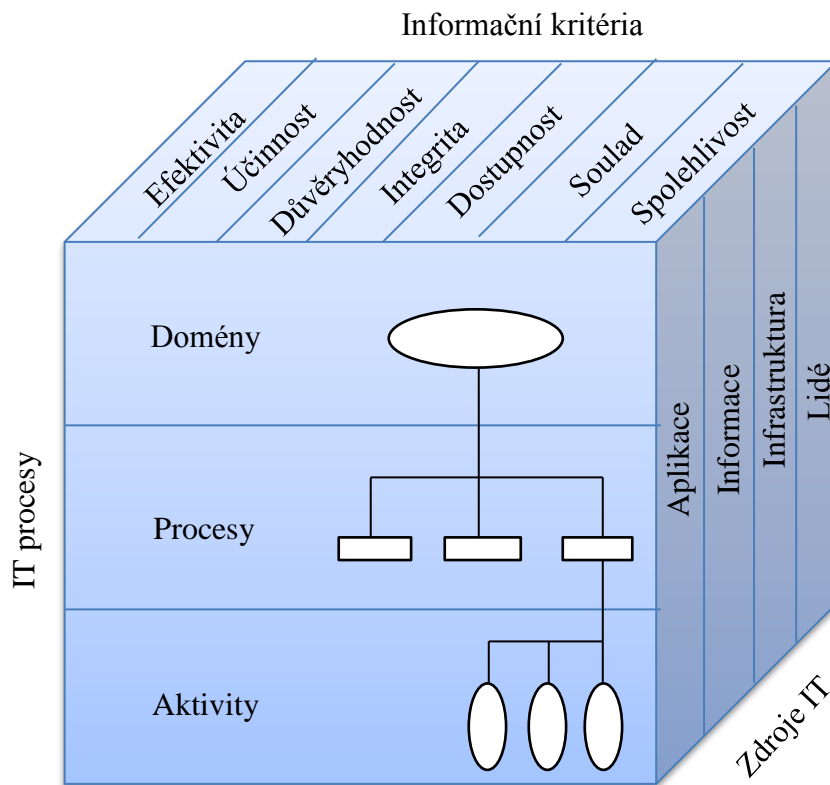 Informační kritéria
Efektivita
Účinnost
Důvěryhodnost
Integrita
Dostupnost
Soulad
Spolehlivost
IT procesy
Domény
Procesy
Aktivity
Aplikace
Informace
Infrastruktura
Lidé
Zdroje IT